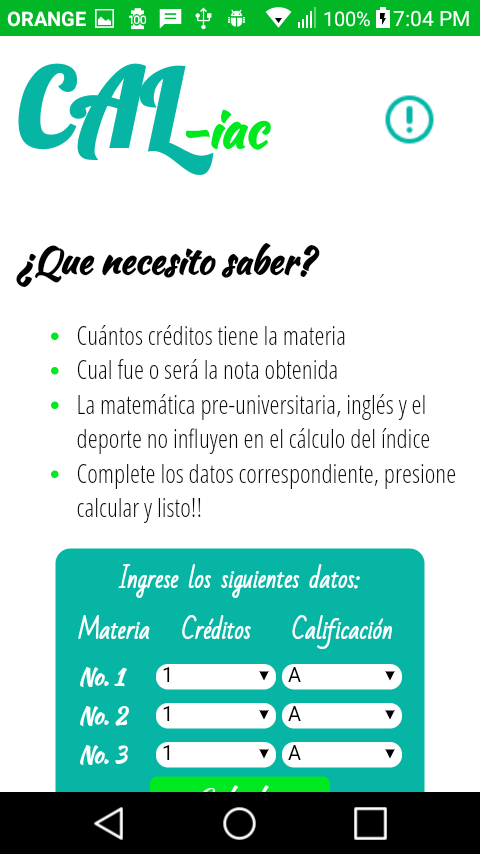 ORANGE 100 100% 7:04 PM
CAL-iac
¿Que necesito saber?
Cuántos créditos tiene la materia
Cual fue o será la nota obtenida
La matemática pre-universitaria, inglés y el
deporte no influyen en el cálculo del índice
Complete los datos correspondiente, presione
calcular y listo!!
Ingrese los siguientes datos:
Materia Créditos Calificación
No. 1 1 A
No. 2 1 A
No. 3 1 A